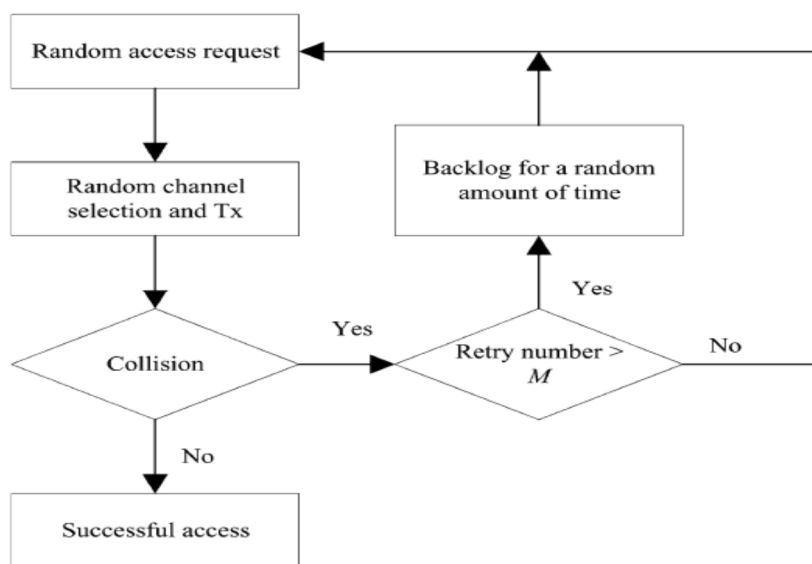 Random access request
Random channel
selection and Tx
Backlog for a random
amount of time
Yes
Collision
Yes
Retry number >
M
No
No
Successful access